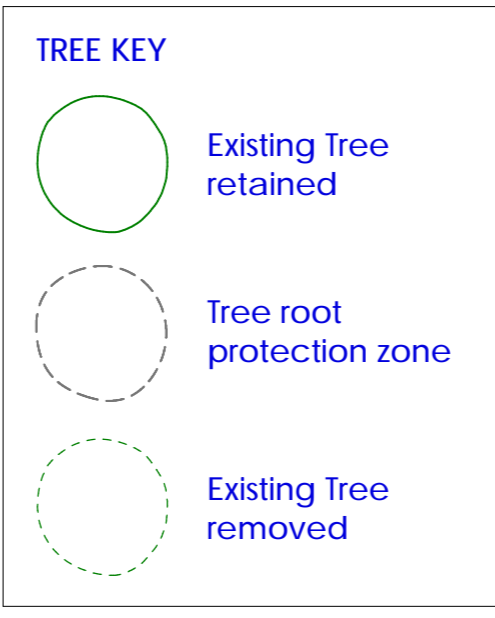 TREE KEY
Existing Tree
retained
Tree root
protection zone
Existing Tree
removed